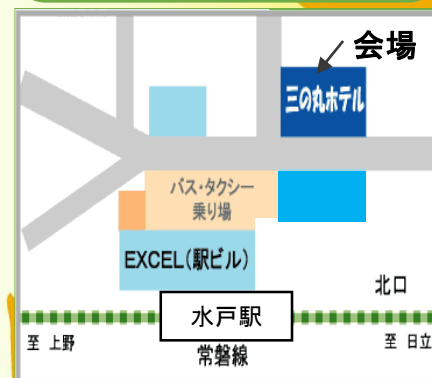 会場
三の丸ホテル
バス・タクシー
乗り場
EXCEL(駅ビル)
北口
水戸駅
至 上野
常磐線
至 日立